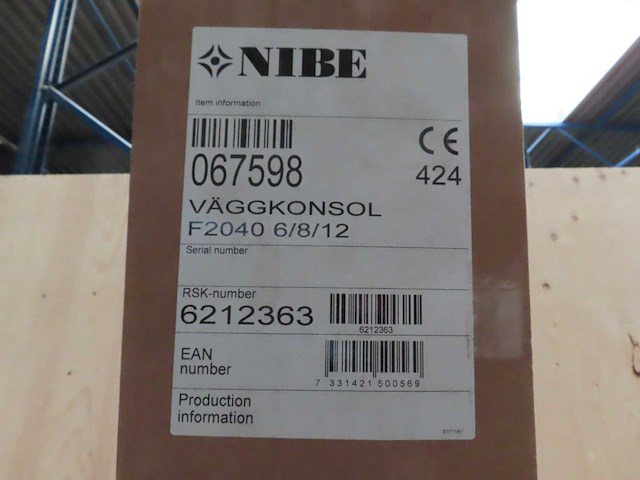 NIBE
Item information
CE
067598
424
VÄGGKONSOL
F2040 6/8/12
Serial number
RSK-number
6212363
6212363
EAN
number
7 331421 500569
Production
information